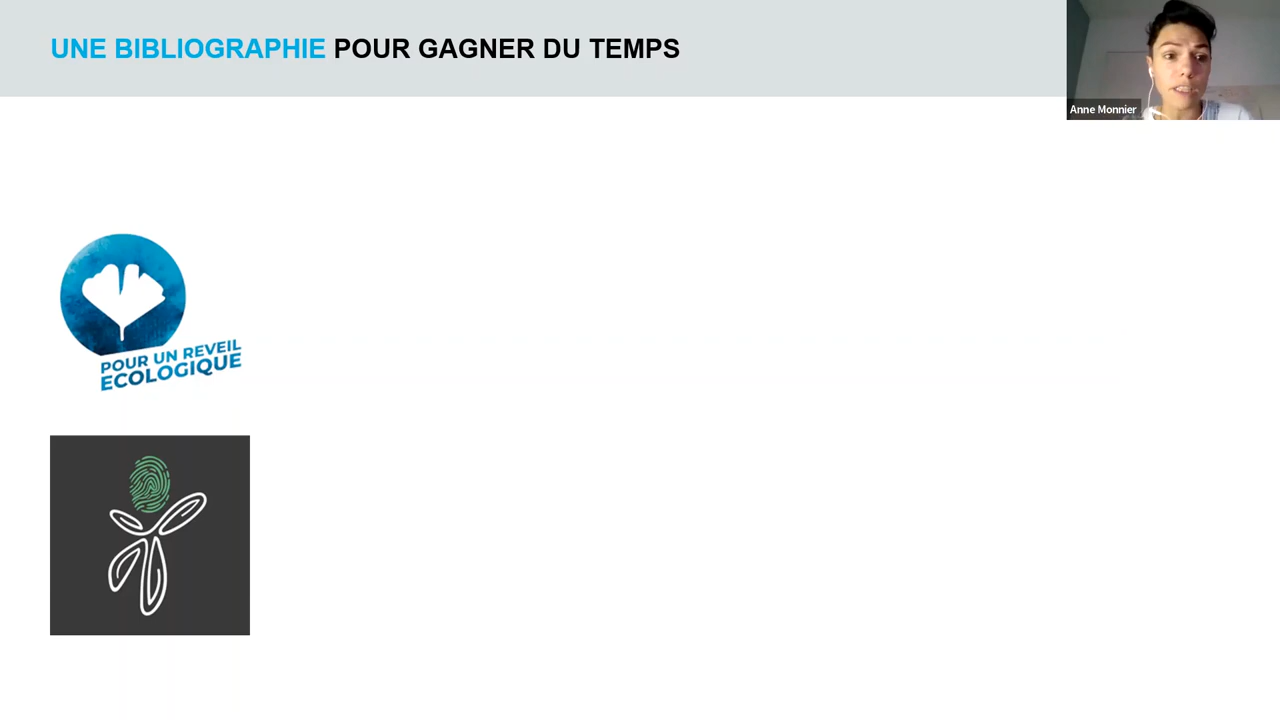 UNE BIBLIOGRAPHIE POUR GAGNER DU TEMPS
Anne Monnier
POUR UN REVEIL
ECOLOGIQUE